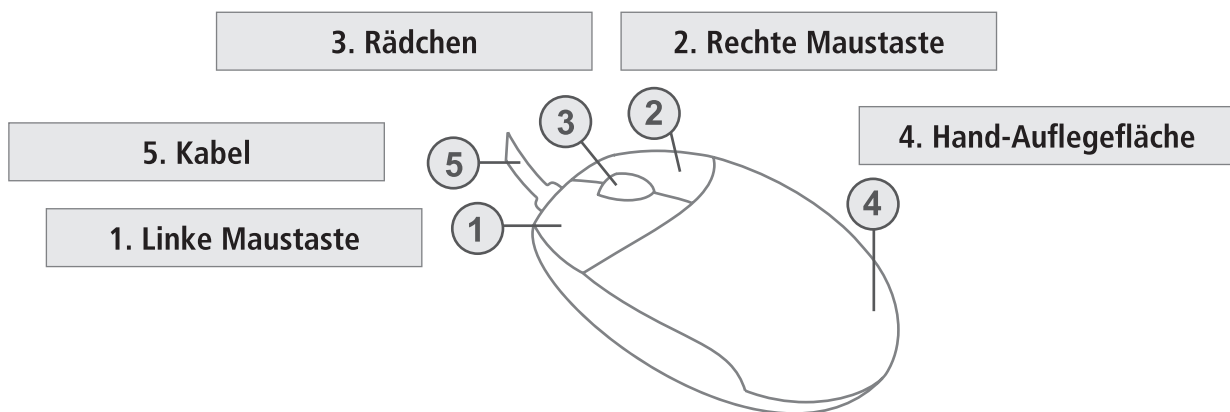 3. Rädchen
2. Rechte Maustaste
3
2
4. Hand-Auflegefläche
5. Kabel
5
4
1. Linke Maustaste
1